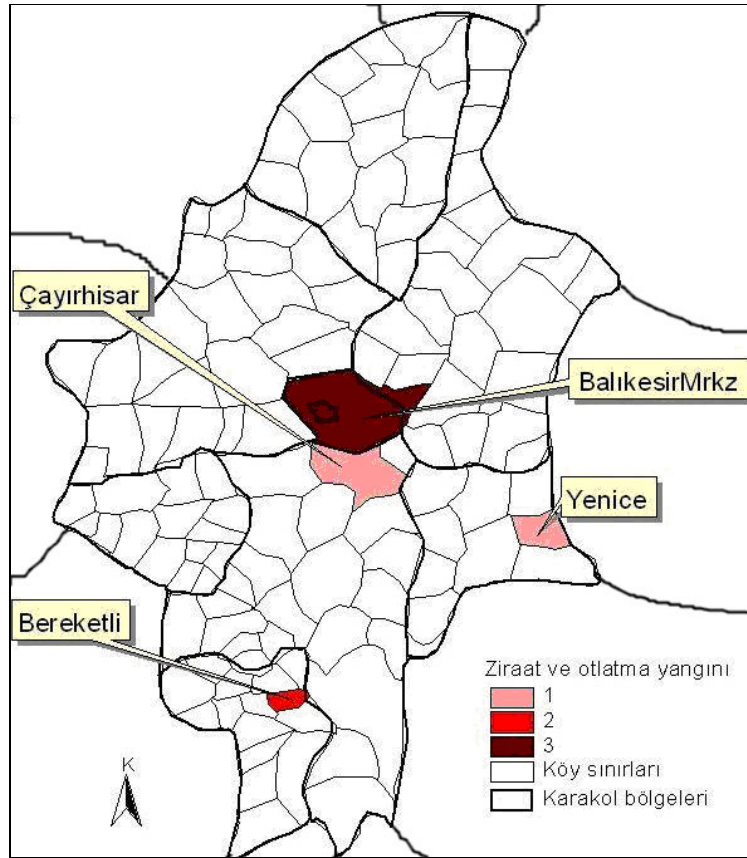 Çayırhisar
BalıkesirMrkz
Yenice
Bereketli
Ziraat ve otlatma yangını
1
2
3
Köy sınırları
Karakol bölgeleri
K